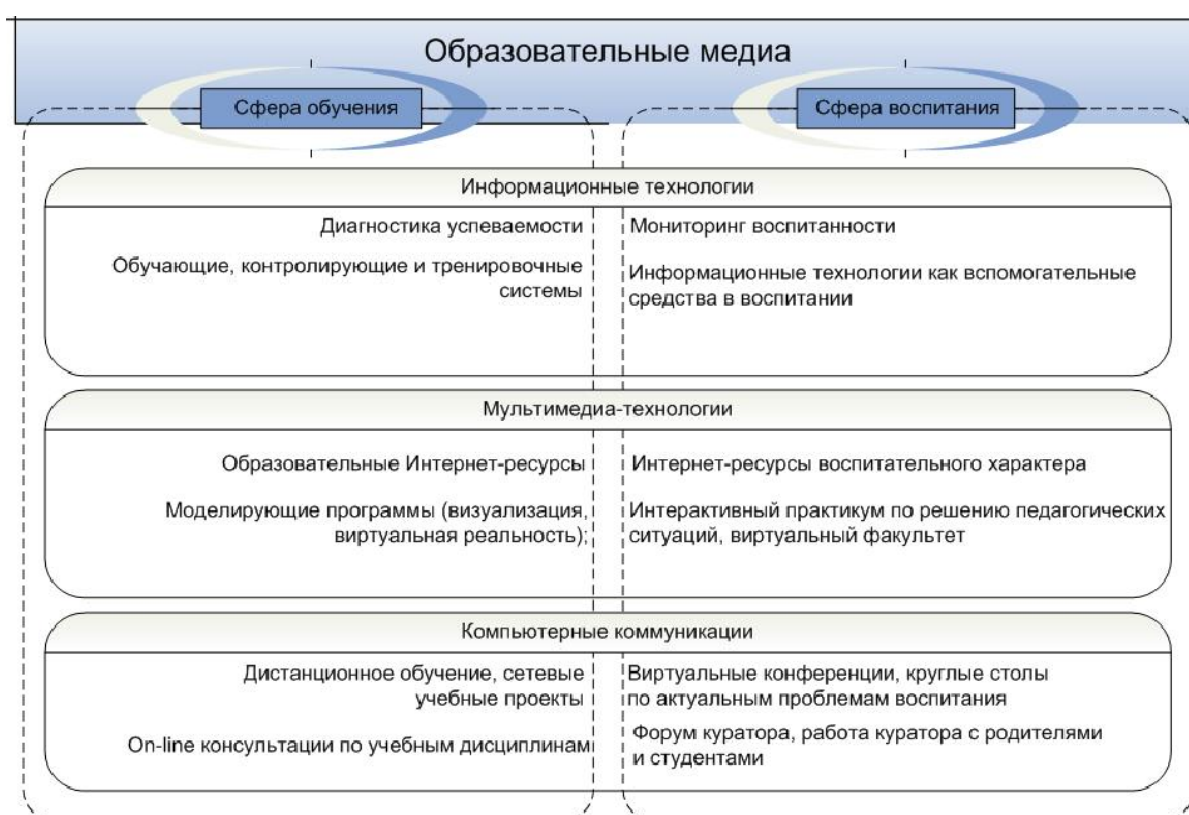 Образовательные медиа
Сфера обучения
Сфера воспитания
Информационные технологии
Диагностика успеваемости
Обучающие, контролирующие и тренировочные
системы
Мониторинг воспитанности
Информационные технологии как вспомогательные
средства в воспитании
Мультимедиа-технологии
Образовательные Интернет-ресурсы
Моделирующие программы (визуализация,
виртуальная реальность);
Интернет-ресурсы воспитательного характера
Интерактивный практикум по решению педагогических
ситуаций, виртуальный факультет
Компьютерные коммуникации
Дистанционное обучение, сетевые
учебные проекты
On-line консультации по учебным дисциплинам
Виртуальные конференции, круглые столы
по актуальным проблемам воспитания
Форум куратора, работа куратора с родителями
и студентами